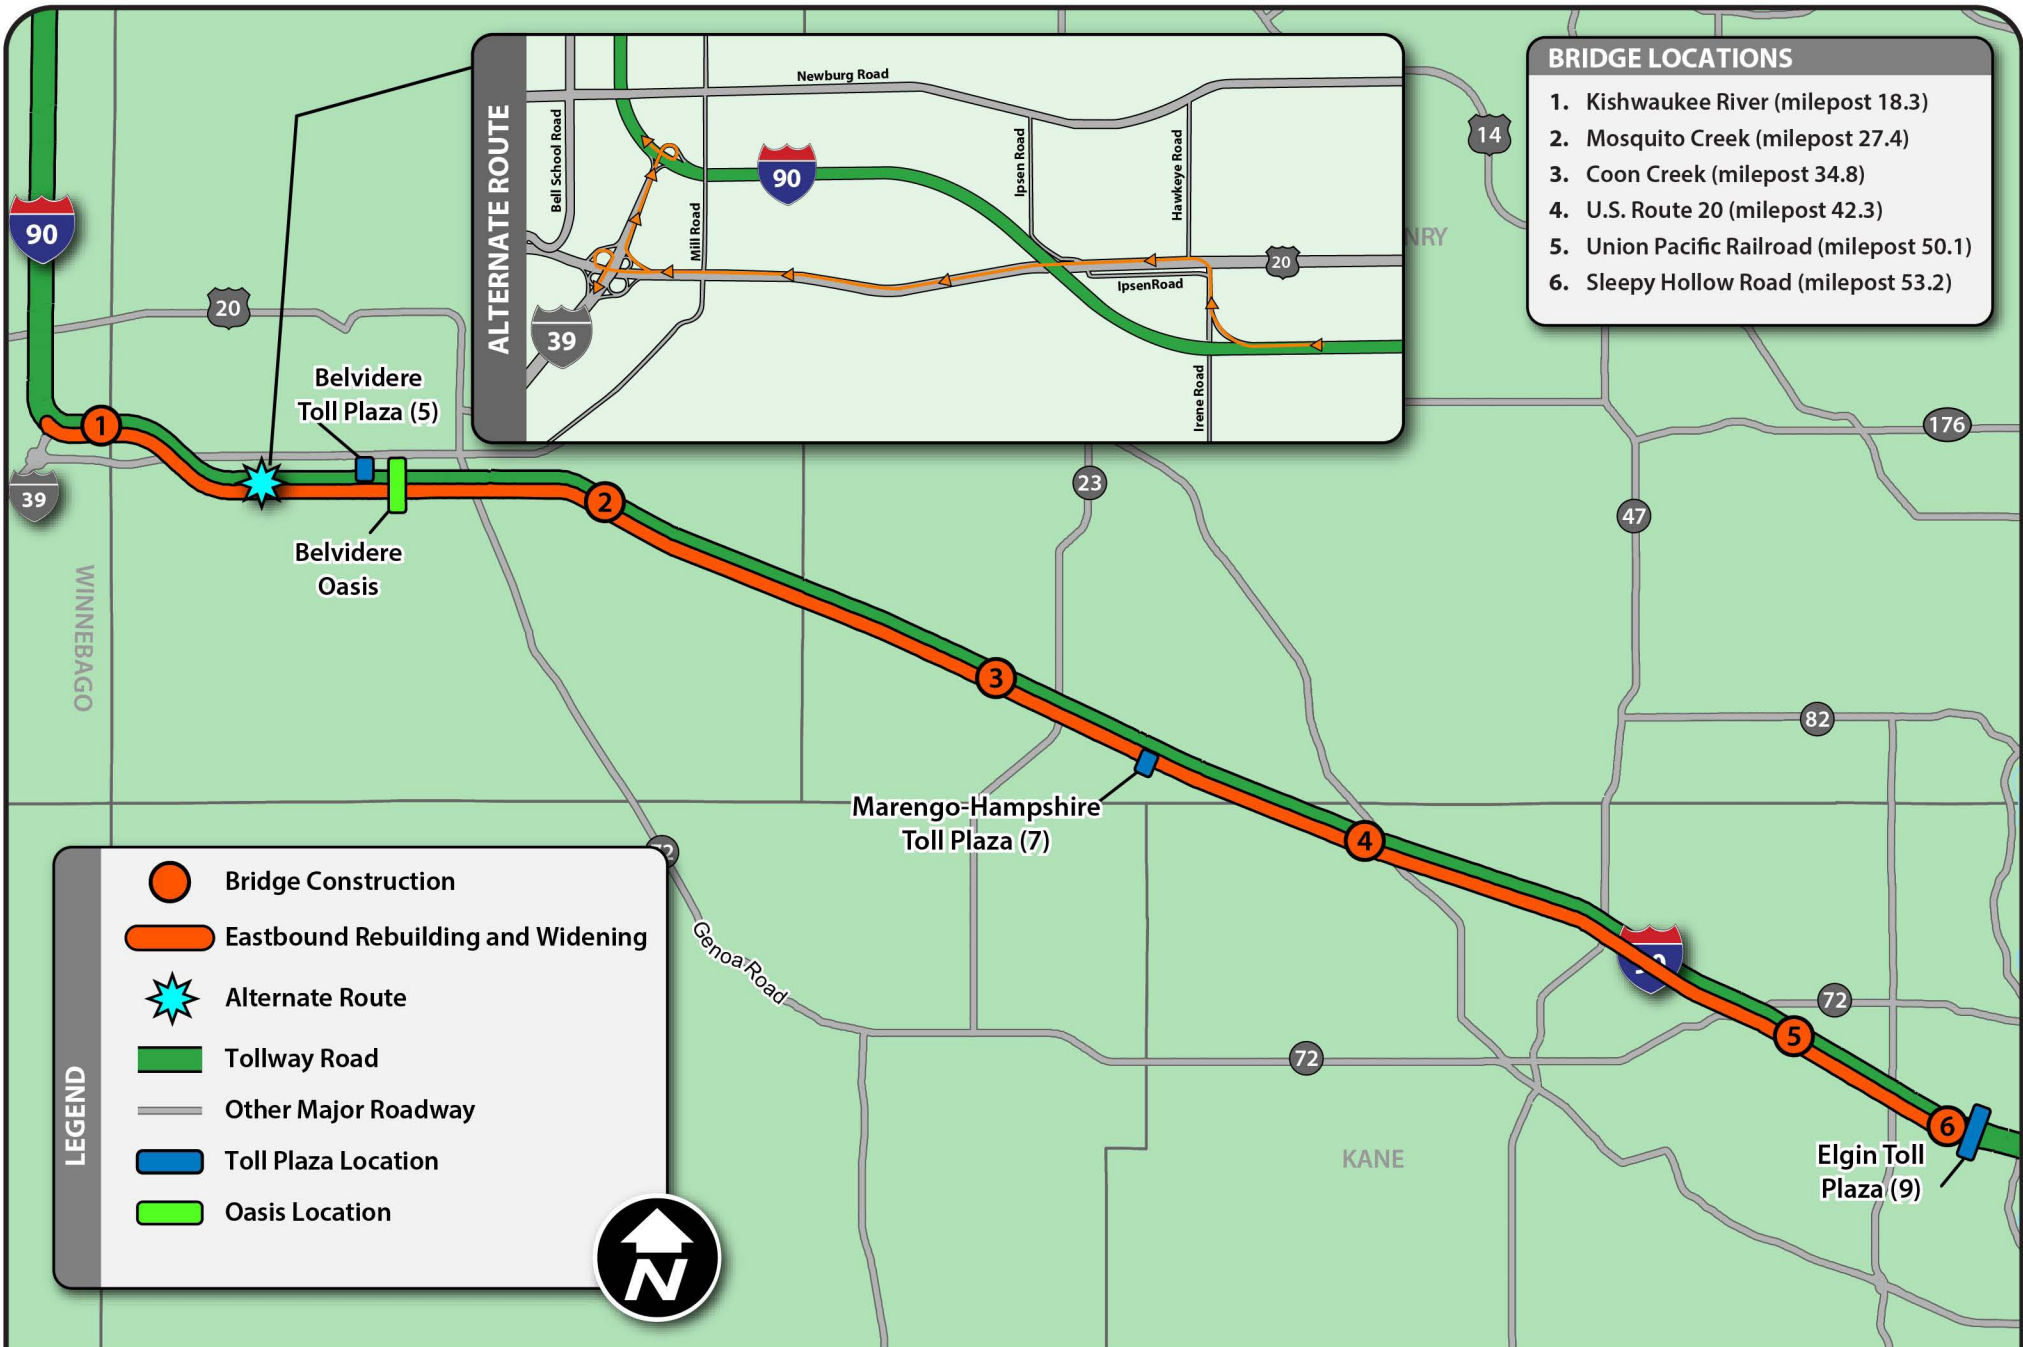 BRIDGE LOCATIONS
1. Kishwaukee River (milepost 18.3)
2. Mosquito Creek (milepost 27.4)
3. Coon Creek (milepost 34.8)
4. U.S. Route 20 (milepost 42.3)
5. Union Pacific Railroad (milepost 50.1)
6. Sleepy Hollow Road (milepost 53.2)
ALTERNATE ROUTE
Newburg Road
Bell School Road
90
Ipsen Road
Hawkeye Road
Mill Road
20
IpsenRoad
39
Irene Road
14
NRY
90
20
Belvidere
Toll Plaza (5)
1
176
39
2
23
47
Belvidere
Oasis
WINNEBAGO
3
82
Marengo-Hampshire
Toll Plaza (7)
4
72
Genoa Road
72
5
72
6
KANE
Elgin Toll
Plaza (9)
LEGEND
Bridge Construction
Eastbound Rebuilding and Widening
Alternate Route
Tollway Road
Other Major Roadway
Toll Plaza Location
Oasis Location
N